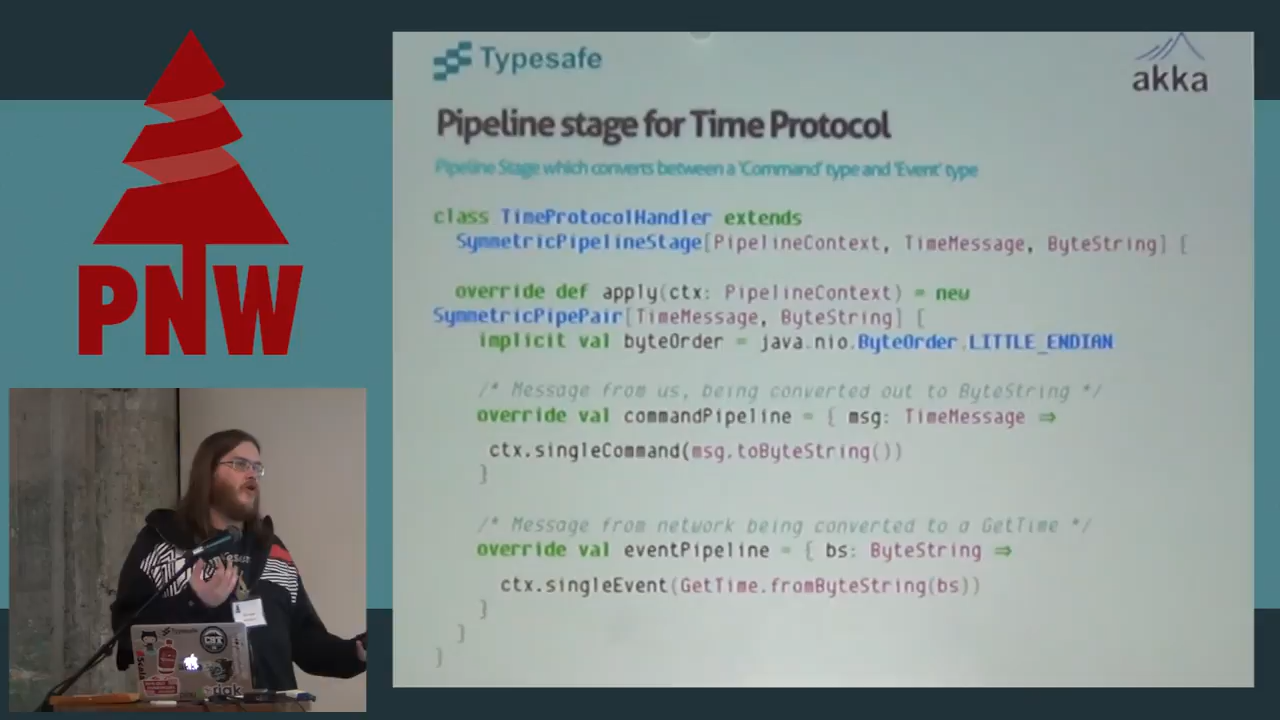 Typesafe
akka
Pipeline stage for Time Protocol
Pipeline Stage which converts between a 'Command' type and 'Event' type
class TimeProtocolHandler extends
SymmetricPipelineStage[PipelineContext, TimeMessage, ByteString] {
override def apply(ctx: PipelineContext) = new
SymmetricPipePair[TimeMessage, ByteString] {
implicit val byteOrder = java.nio.ByteOrder.LITTLE_ENDIAN
/* Message from us, being converted out to ByteString */
override val commandPipeline = { msg: TimeMessage ⇒
ctx.singleCommand(msg.toByteString())
}
/* Message from network being converted to a GetTime */
override val eventPipeline = { bs: ByteString ⇒
ctx.singleEvent(GetTime.fromByteString(bs))
}
}
}
PNW
Typesafe
riak